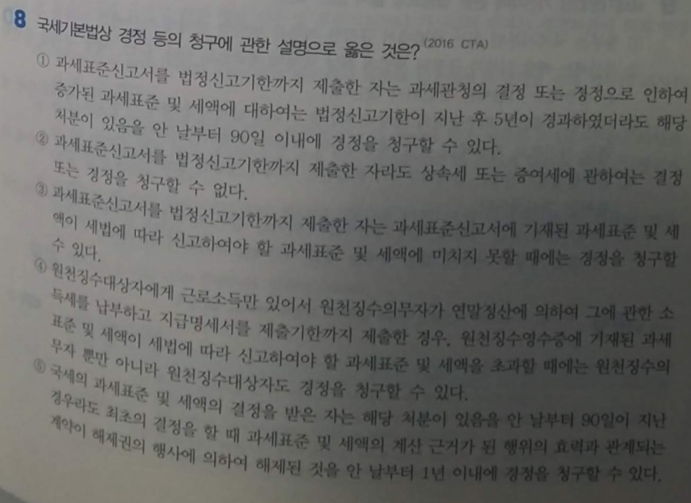 8 국세기본법상 경정 등의 청구에 관한 설명으로 옳은 것은? (2016 CTA)
① 과세표준신고서를 법정신고기한까지 제출한 자는 과세관청의 결정 또는 경정으로 인하여
증가된 과세표준 및 세액에 대하여는 법정신고기한이 지난 후 5년이 경과하였더라도 해당
처분이 있음을 안 날부터 90일 이내에 경정을 청구할 수 있다.
② 과세표준신고서를 법정신고기한까지 제출한 자라도 상속세 또는 증여세에 관하여는 결정
또는 경정을 청구할 수 없다.
③ 과세표준신고서를 법정신고기한까지 제출한 자는 과세표준신고서에 기재된 과세표준 및 세
액이 세법에 따라 신고하여야 할 과세표준 및 세액에 미치지 못할 때에는 경정을 청구할
수 있다.
④ 원천징수대상자에게 근로소득만 있어서 원천징수의무자가 연말정산에 의하여 그에 관한 소
득세를 납부하고 지급명세서를 제출기한까지 제출한 경우, 원천징수영수증에 기재된 과세
표준 및 세액이 세법에 따라 신고하여야 할 과세표준 및 세액을 초과할 때에는 원천징수의
무자 뿐만 아니라 원천징수대상자도 경정을 청구할 수 있다.
⑤ 국세의 과세표준 및 세액의 결정을 받은 자는 해당 처분이 있음을 안 날부터 90일이 지난
경우라도 최초의 결정을 할 때 과세표준 및 세액의 계산 근거가 된 행위의 효력과 관계되는
계약이 해제권의 행사에 의하여 해제된 것을 안 날부터 1년 이내에 경정을 청구할 수 있다.